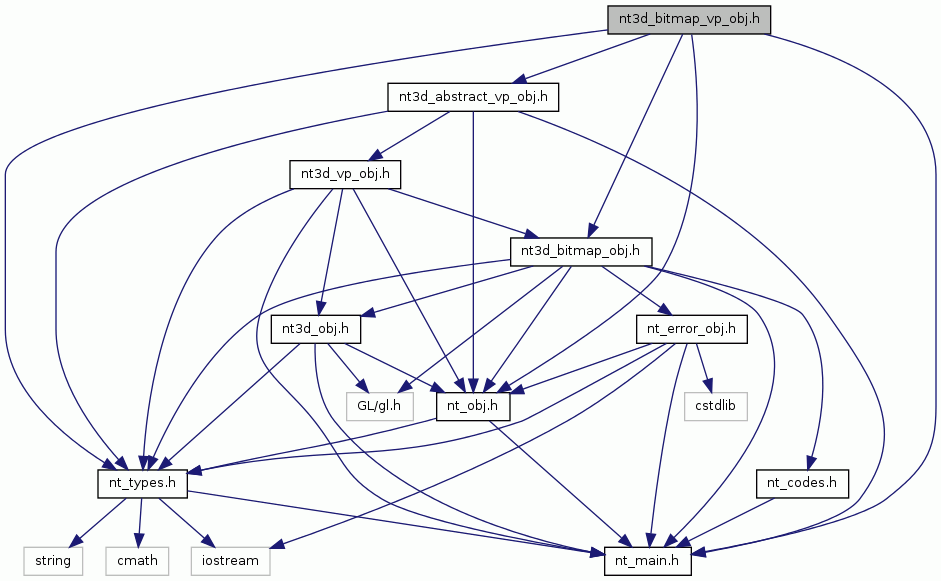 nt3d_bitmap_vp_obj.h
nt3d_abstract_vp_obj.h
nt3d_vp_obj.h
nt3d_bitmap_obj.h
nt3d_obj.h
nt_error_obj.h
GL/gl.h
nt_obj.h
cstdlib
nt_types.h
nt_codes.h
string
cmath
iostream
nt_main.h